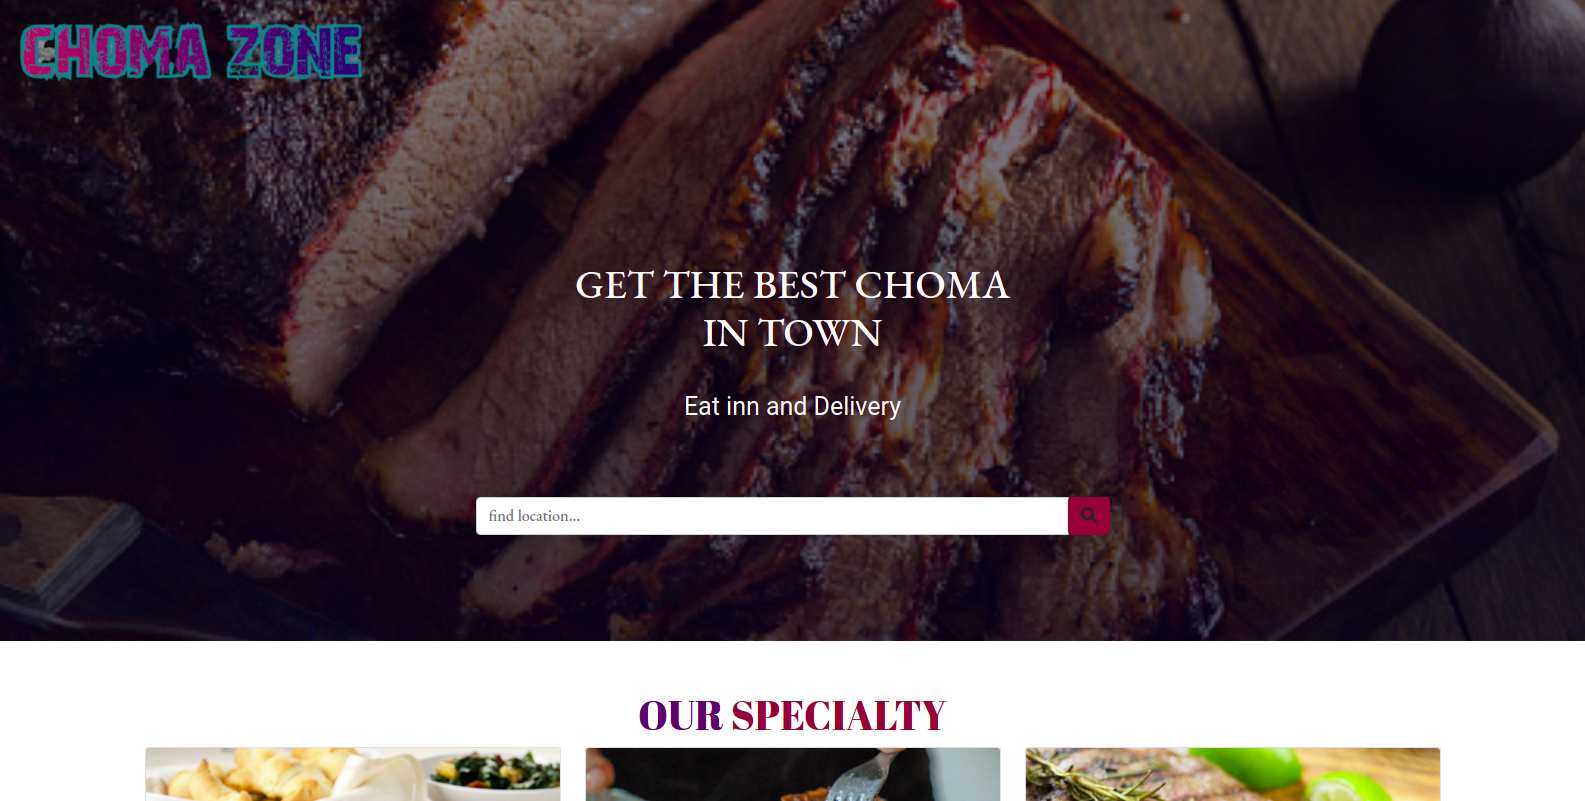 CHOMA ZONE
GET THE BEST CHOMA
IN TOWN
Eat inn and Delivery
find location...
OUR SPECIALTY